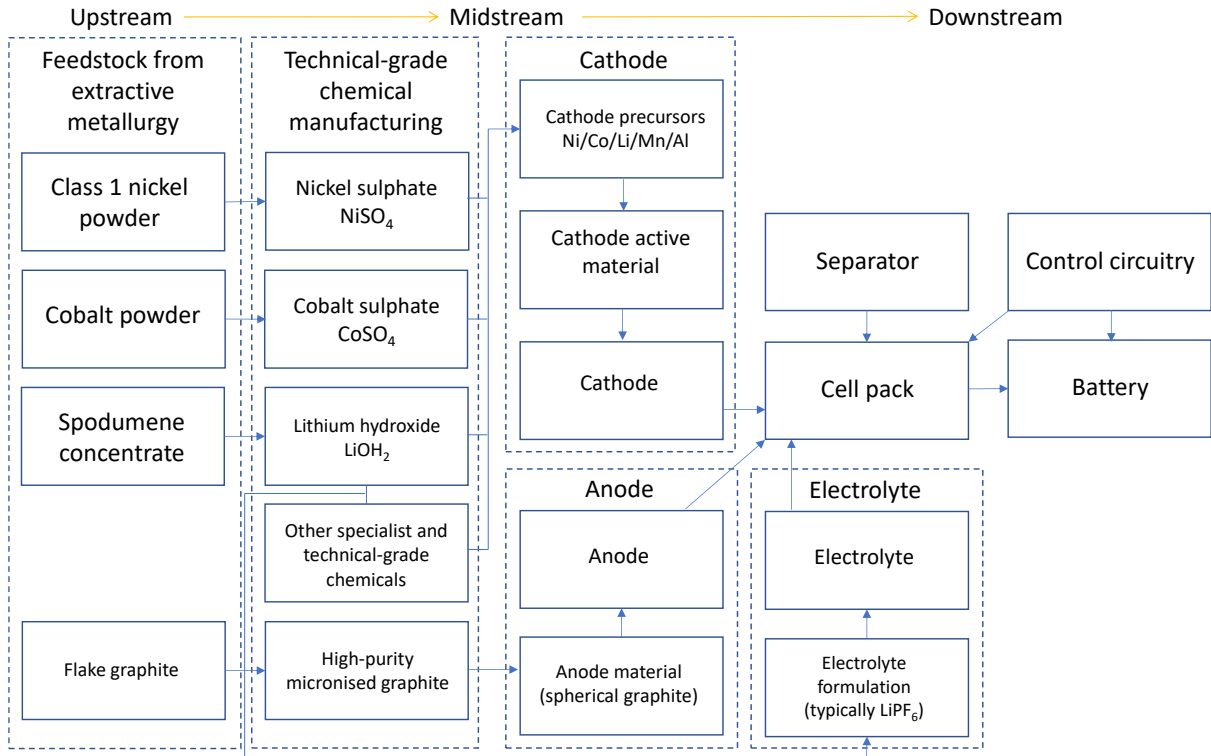 Upstream
Midstream
Downstream
Feedstock from
extractive
metallurgy
Class 1 nickel
powder
Cobalt powder
Spodumene
concentrate
Flake graphite
Technical-grade
chemical
manufacturing
Nickel sulphate
NiSO₄
Cobalt sulphate
CoSO₄
Lithium hydroxide
LiOH₂
Other specialist and
technical-grade
chemicals
High-purity
micronised graphite
Cathode
Cathode precursors
Ni/Co/Li/Mn/Al
Cathode active
material
Cathode
Anode
Anode
Anode material
(spherical graphite)
Separator
Control circuitry
Cell pack
Battery
Electrolyte
Electrolyte
Electrolyte
formulation
(typically LiPF₆)